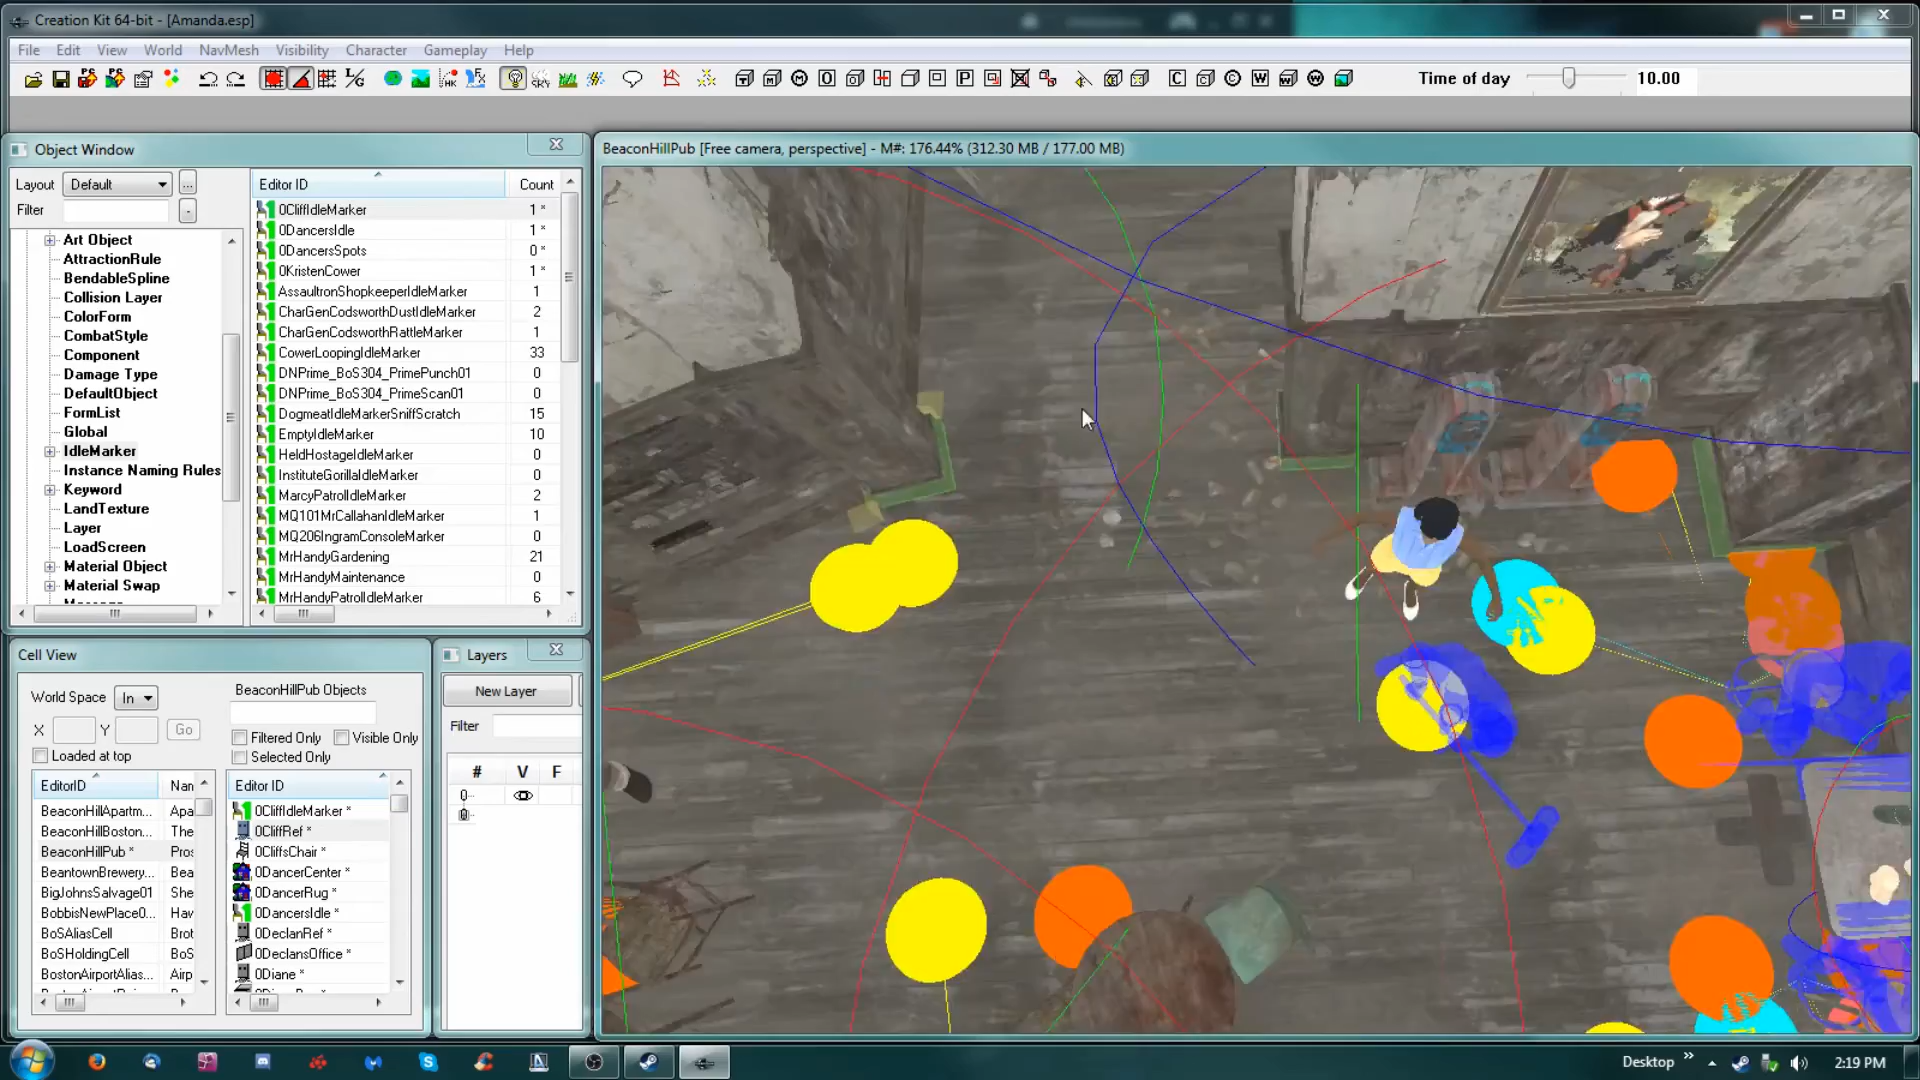 Creation Kit 64-bit - [Amanda.esp]
File Edit View World NavMesh Visibility Character Gameplay Help
Time of day 10.00
Object Window
Layout Default ...
Filter
Art Object
AttractionRule
BendableSpline
Collision Layer
ColorForm
CombatStyle
Component
Damage Type
DefaultObject
FormList
Global
IdleMarker
Instance Naming Rules
Keyword
LandTexture
Layer
LoadScreen
Material Object
Material Swap
Editor ID Count
0CliffIdleMarker 1 *
0DancersIdle 1 *
0DancersSpots 0 *
0KristenCower 1 *
AssaultronShopkeeperIdleMarker 1
CharGenCodsworthDustIdleMarker 2
CharGenCodsworthRattleMarker 1
CowerLoopingIdleMarker 33
DNPrime_BoS304_PrimePunch01 0
DNPrime_BoS304_PrimeScan01 0
DogmeatIdleMarkerSniffScratch 15
EmptyIdleMarker 10
HeldHostageIdleMarker 0
InstituteGorillaIdleMarker 0
MarcyPatrolIdleMarker 2
MQ101MrCallahanIdleMarker 1
MQ206IngramConsoleMarker 0
MrHandyGardening 21
MrHandyMaintenance 0
MrHandyPatrolIdleMarker 6
BeaconHillPub [Free camera, perspective] - M#: 176.44% (312.30 MB / 177.00 MB)
Cell View
World Space In
X Y Go
Loaded at top
BeaconHillPub Objects
Filtered Only Visible Only
Selected Only
EditorID Nan
BeaconHillApartm... Apa
BeaconHillBoston... The
BeaconHillPub * Pros
BeantownBrewery... Bea
BigJohnsSalvage01 She
BobbisNewPlace0... Hav
BoSAliasCell Brot
BoSHoldingCell BoS
BostonAirportAlias... Airp
Editor ID
0CliffIdleMarker *
0CliffRef *
0CliffsChair *
0DancerCenter *
0DancerRug *
0DancersIdle *
0DeclanRef *
0DeclansOffice *
0Diane *
Layers
New Layer
Filter
# V F
Desktop » 2:19 PM